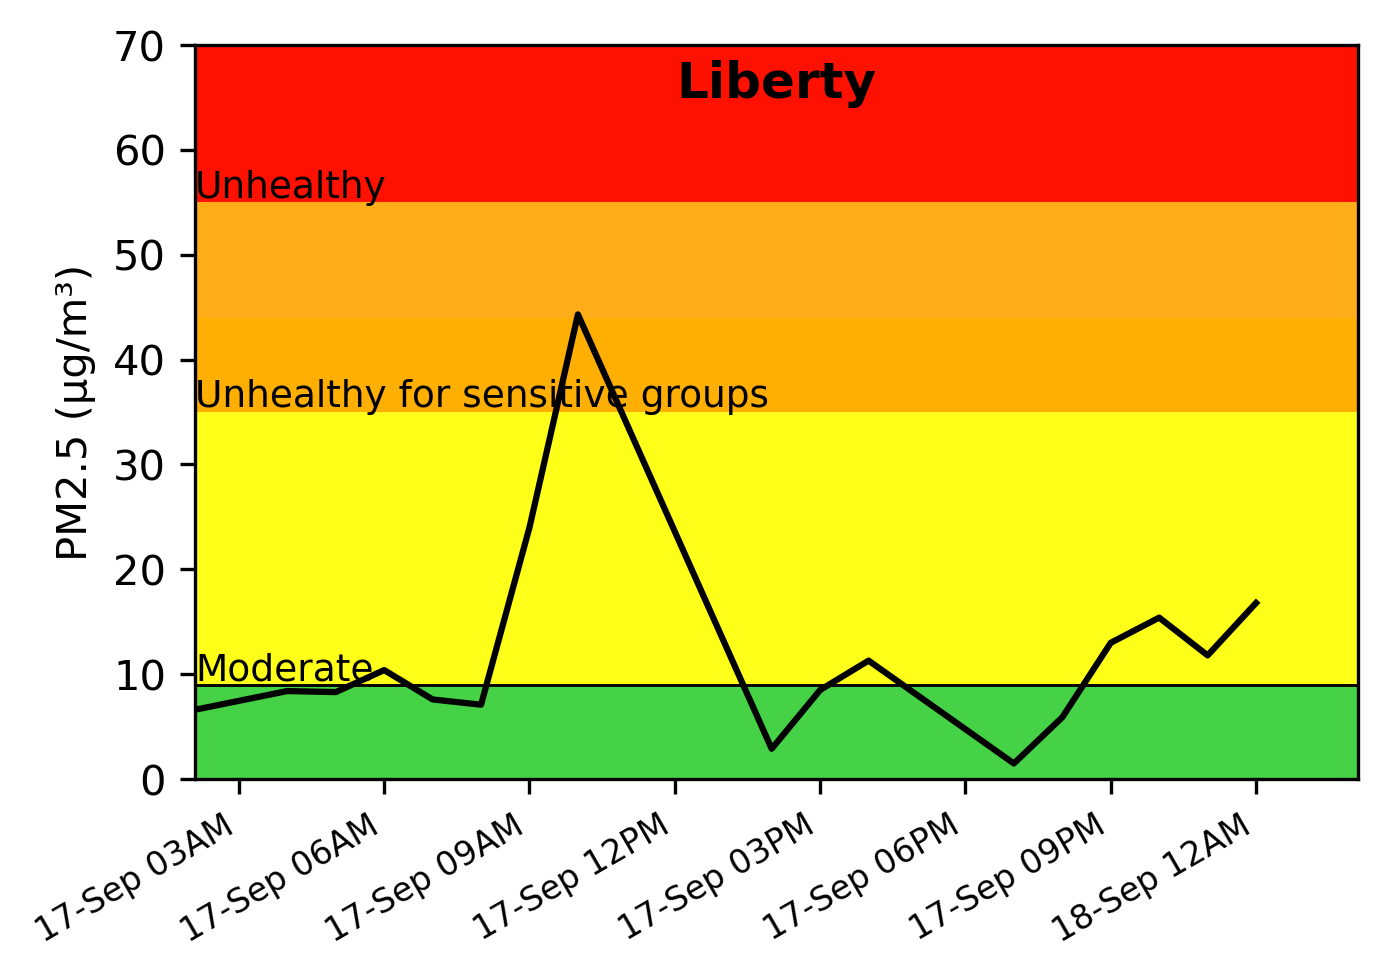 Liberty
PM2.5 (µg/m³)
70
60
50
40
30
20
10
0
Unhealthy
Unhealthy for sensitive groups
Moderate
17-Sep 03AM
17-Sep 06AM
17-Sep 09AM
17-Sep 12PM
17-Sep 03PM
17-Sep 06PM
17-Sep 09PM
18-Sep 12AM